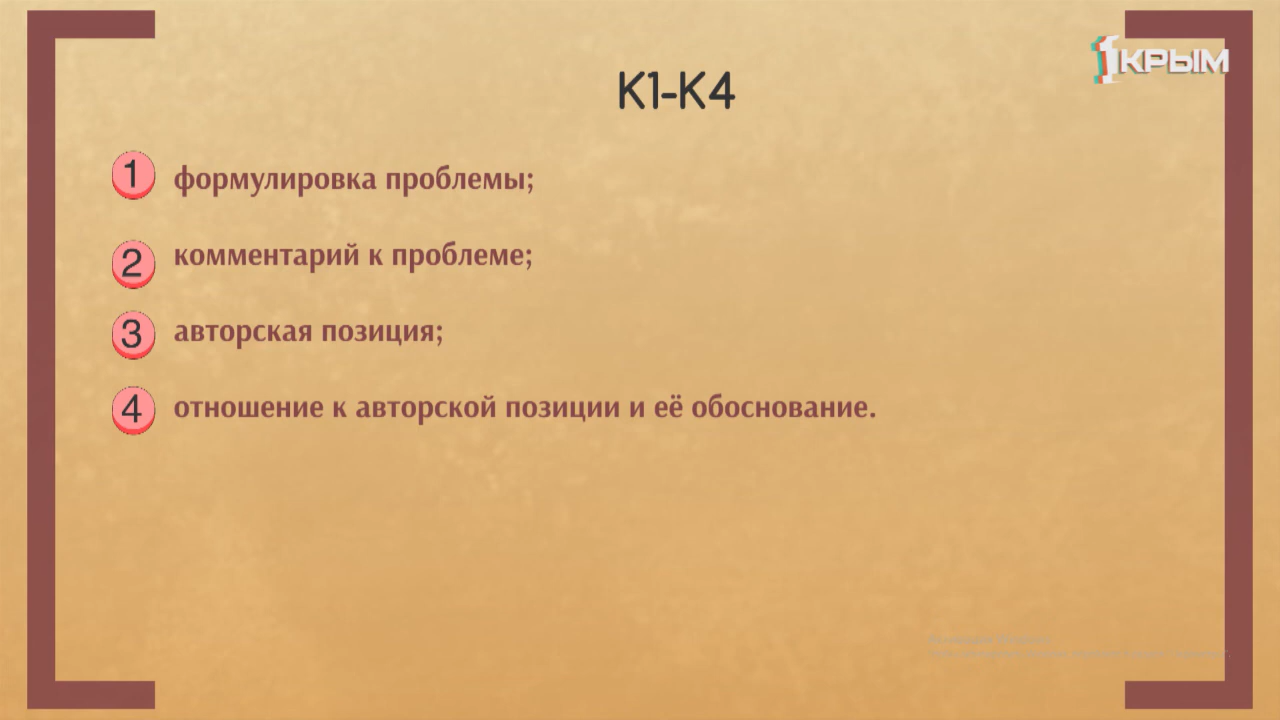 К1-К4
1КРЫМ
1 формулировка проблемы;
2 комментарий к проблеме;
3 авторская позиция;
4 отношение к авторской позиции и её обоснование.